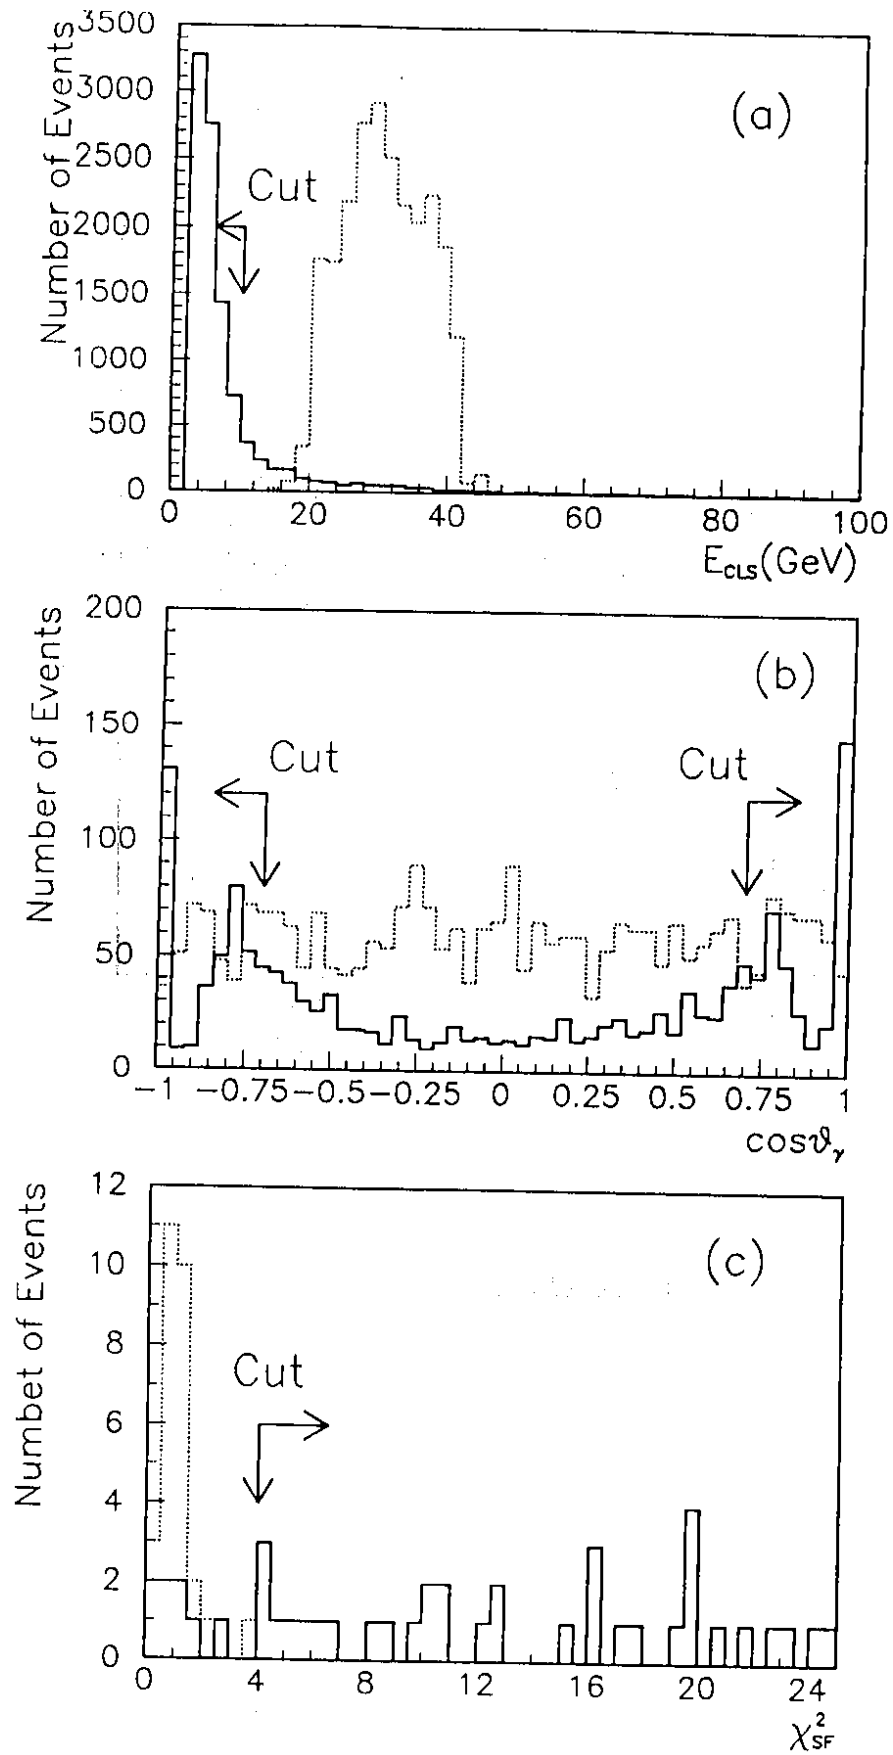 3500
3000
2500
2000
1500
1000
500
0
Number of Events
(a)
Cut
0 20 40 60 80 100
E_CLS(GeV)
200
150
100
50
0
Number of Events
(b)
Cut
Cut
-1 -0.75 -0.5 -0.25 0 0.25 0.5 0.75 1
cosϑ_γ
12
10
8
6
4
2
0
Numbet of Events
(c)
Cut
0 4 8 12 16 20 24
χ²_SF